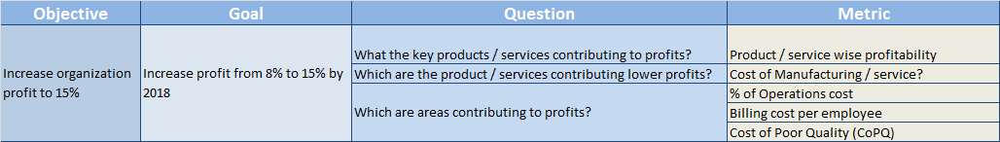 Objective
Goal
Question
Metric
Increase organization
profit to 15%
Increase profit from 8% to 15% by
2018
What the key products / services contributing to profits?
Product / service wise profitability
Which are the product / services contributing lower profits?
Cost of Manufacturing / service?
Which are areas contributing to profits?
% of Operations cost
Billing cost per employee
Cost of Poor Quality (CoPQ)